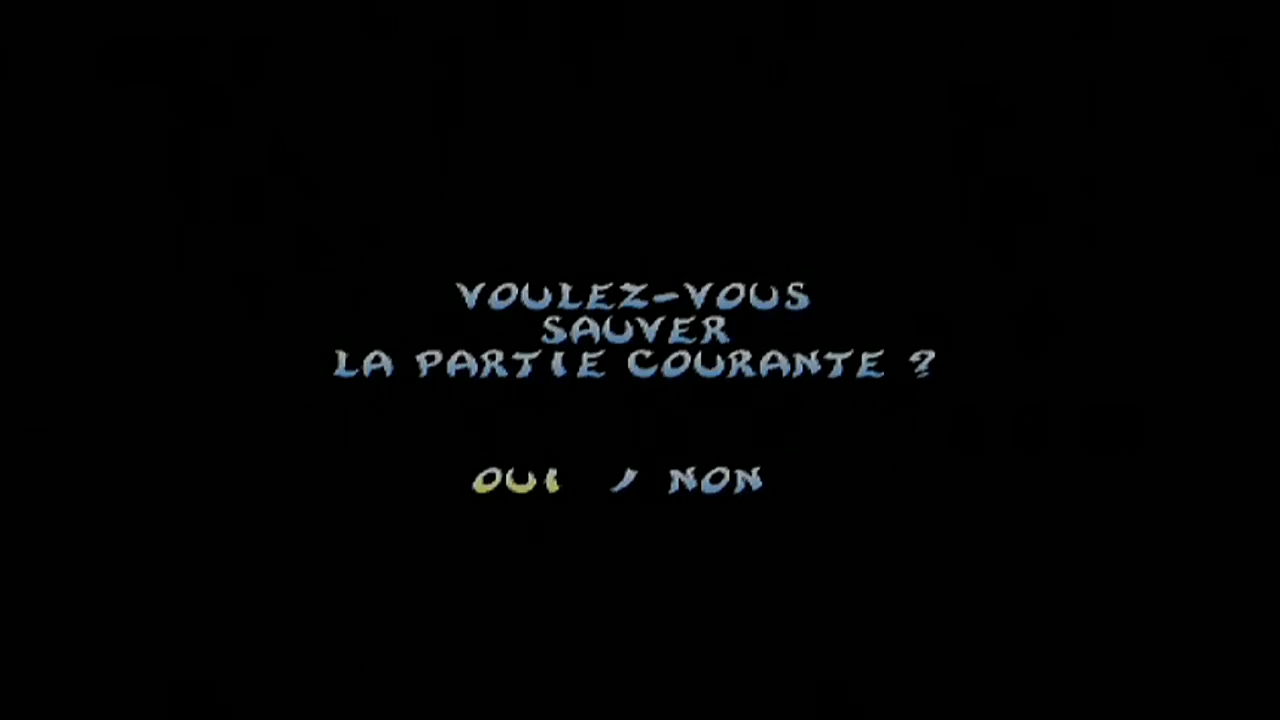 VOULEZ-VOUS
SAUVER
LA PARTIE COURANTE ?
OUI / NON